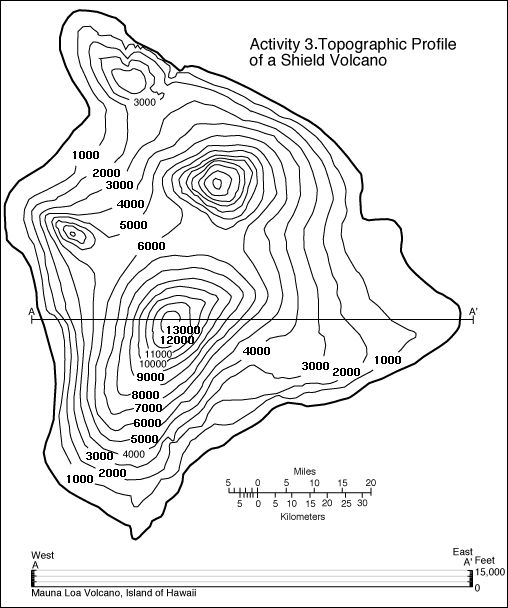 Activity 3.Topographic Profile
of a Shield Volcano
3000
1000
2000
3000
4000
5000
6000
A
A'
13000
12000
11000
10000
9000
8000
7000
6000
5000
4000
3000
2000
1000
4000
3000
2000
1000
Miles
5 0 5 10 15 20
5 0 5 10 15 20 25 30
Kilometers
West
A
East
A' Feet
15,000
0
Mauna Loa Volcano, Island of Hawaii